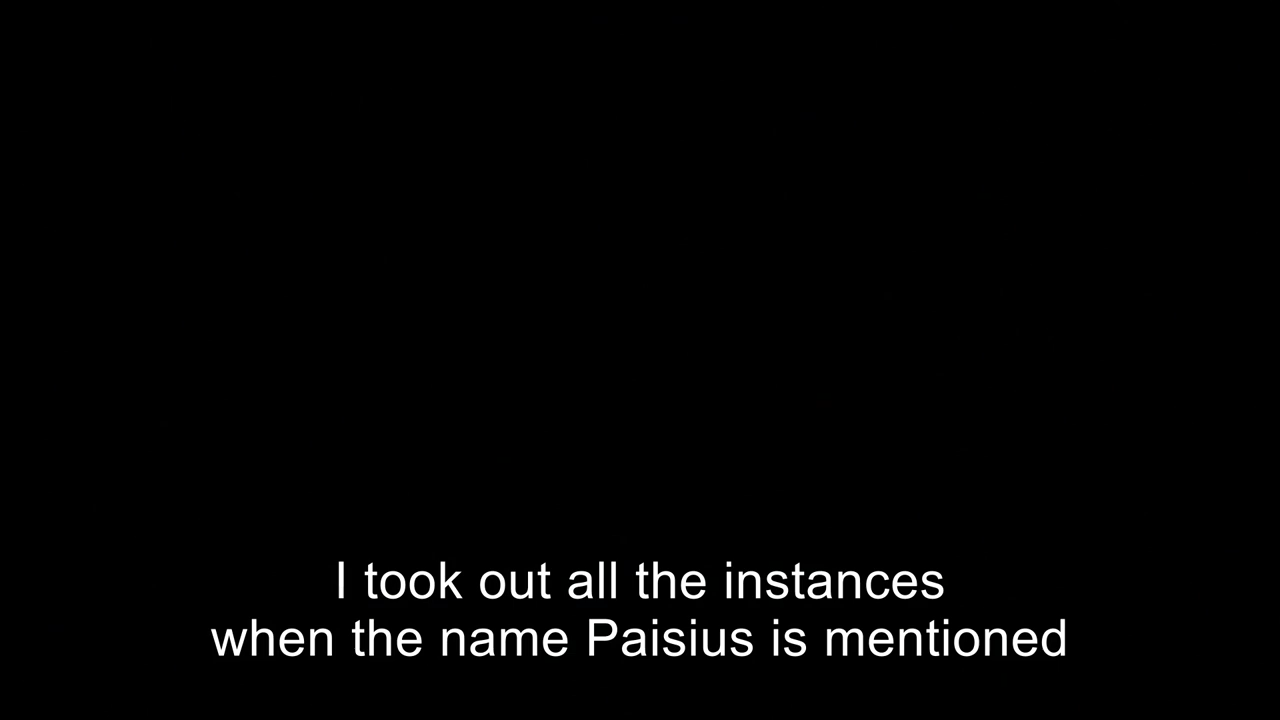 I took out all the instances
when the name Paisius is mentioned